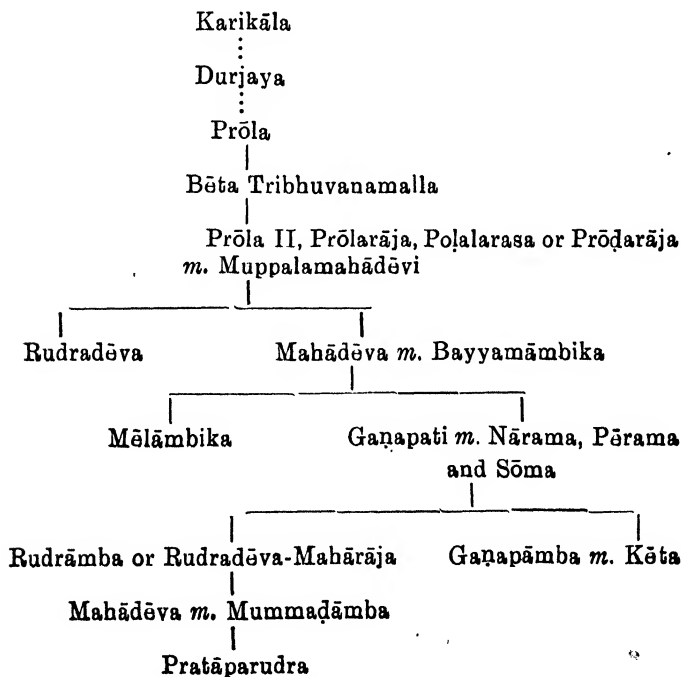 Karikāla
Durjaya
Prōla
Bēta Tribhuvanamalla
Prōla II, Prōlarāja, Poḷalarasa or Prōḍarāja
m. Muppalamahādēvi
Rudradēva Mahādēva m. Bayyamāmbika
Mēlāmbika Gaṇapati m. Nārama, Pērama
and Sōma
Rudrāmba or Rudradēva-Mahārāja Gaṇapāmba m. Kēta
Mahādēva m. Mummaḍāmba
Pratāparudra